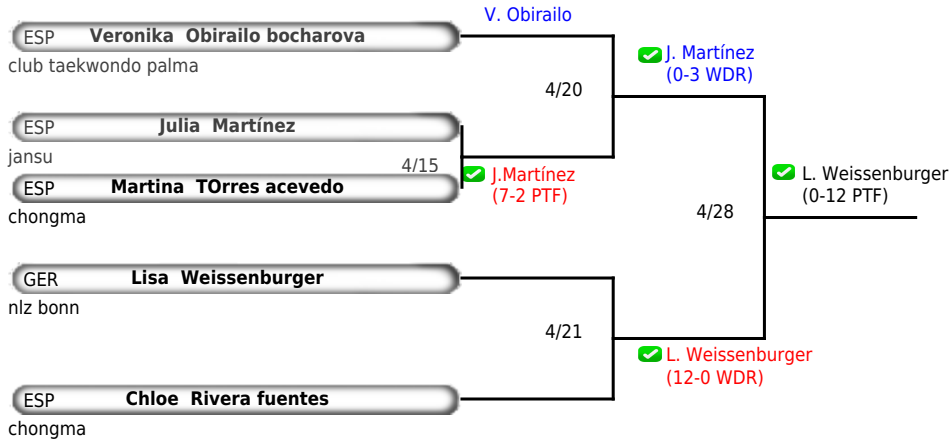 V. Obirailo
ESP Veronika Obirailo bocharova
club taekwondo palma
J. Martínez
(0-3 WDR)
4/20
ESP Julia Martínez
jansu
4/15
J.Martínez
(7-2 PTF)
ESP Martina TOrres acevedo
chongma
L. Weissenburger
(0-12 PTF)
4/28
GER Lisa Weissenburger
nlz bonn
4/21
L. Weissenburger
(12-0 WDR)
ESP Chloe Rivera fuentes
chongma